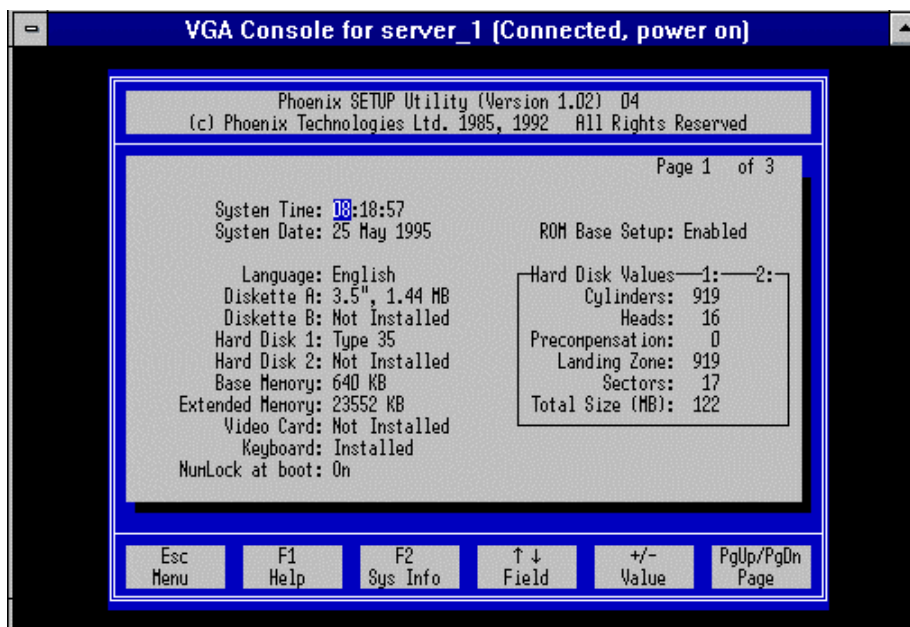 VGA Console for server_1 (Connected, power on)
Phoenix SETUP Utility (Version 1.02) 04
(c) Phoenix Technologies Ltd. 1985, 1992 All Rights Reserved
Page 1 of 3
System Time: 08:18:57
System Date: 25 May 1995 ROM Base Setup: Enabled
Language: English Hard Disk Values 1: 2:
Diskette A: 3.5", 1.44 MB Cylinders: 919
Diskette B: Not Installed Heads: 16
Hard Disk 1: Type 35 Precompensation: 0
Hard Disk 2: Not Installed Landing Zone: 919
Base Memory: 640 KB Sectors: 17
Extended Memory: 23552 KB Total Size (MB): 122
Video Card: Not Installed
Keyboard: Installed
NumLock at boot: On
Esc F1 F2 ↑↓ +/- PgUp/PgDn
Menu Help Sys Info Field Value Page